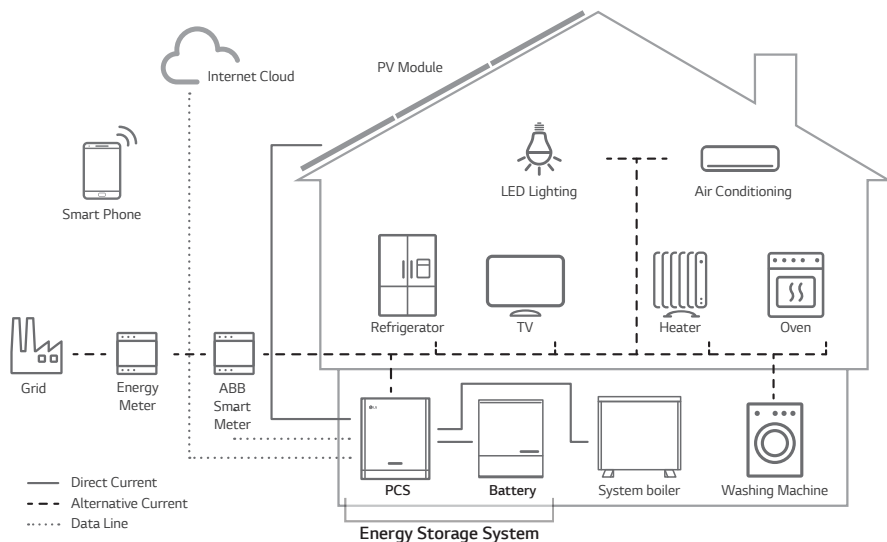 Internet Cloud
PV Module
Smart Phone
LED Lighting
Air Conditioning
Refrigerator
TV
Heater
Oven
Grid
Energy
Meter
ABB
Smart
Meter
PCS
Battery
System boiler
Washing Machine
Direct Current
Alternative Current
Data Line
Energy Storage System